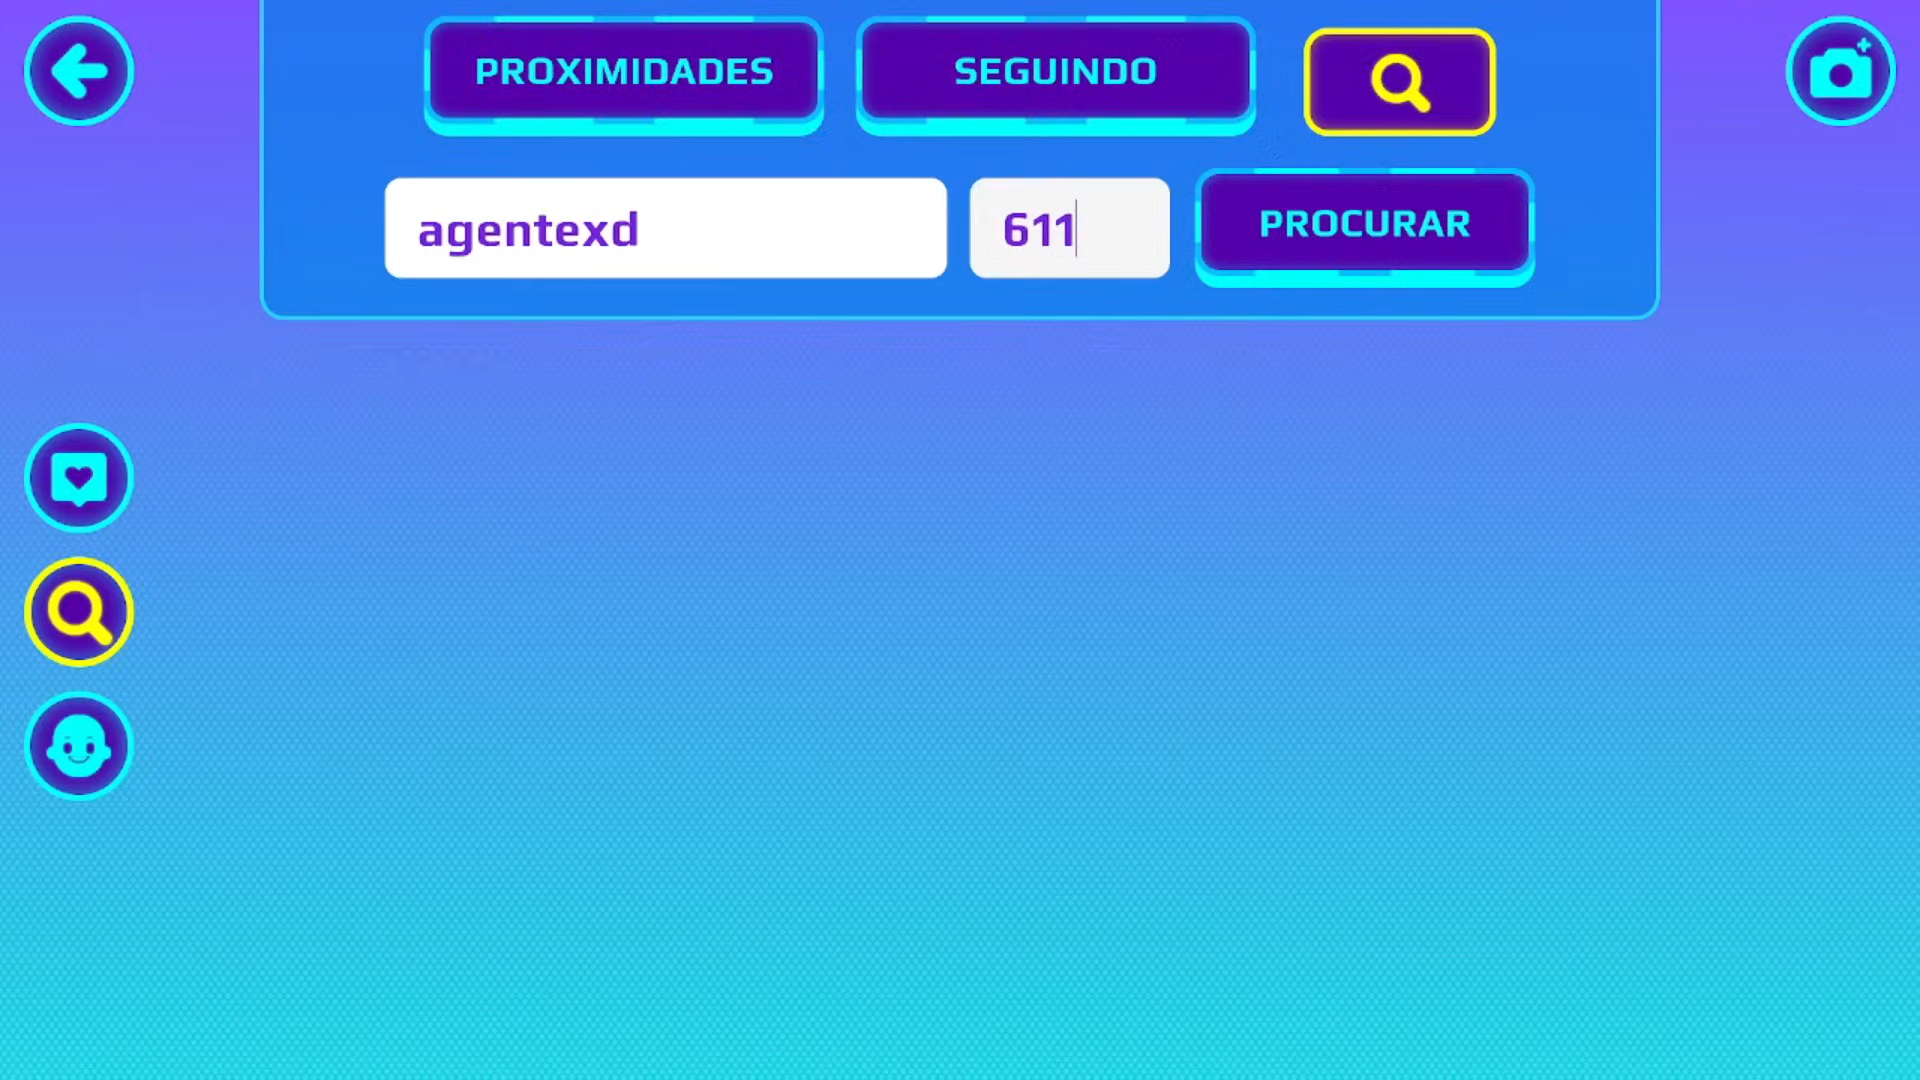 PROXIMIDADES
SEGUINDO
agentexd
611
PROCURAR